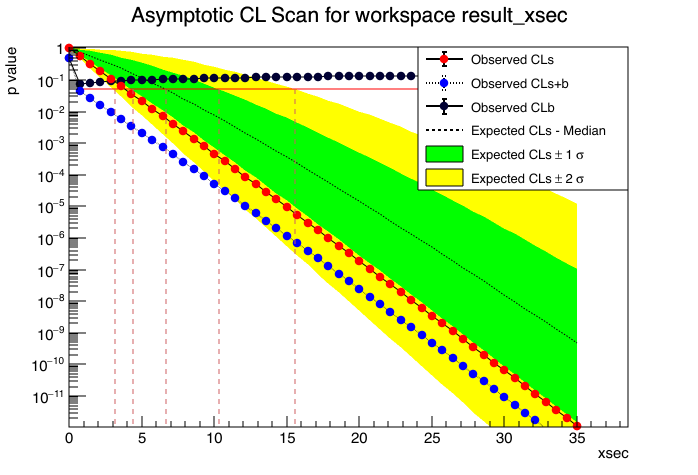 Asymptotic CL Scan for workspace result_xsec
p value
1
10⁻¹
10⁻²
10⁻³
10⁻⁴
10⁻⁵
10⁻⁶
10⁻⁷
10⁻⁸
10⁻⁹
10⁻¹⁰
10⁻¹¹
Observed CLs
Observed CLs+b
Observed CLb
Expected CLs - Median
Expected CLs ± 1 σ
Expected CLs ± 2 σ
0 5 10 15 20 25 30 35
xsec